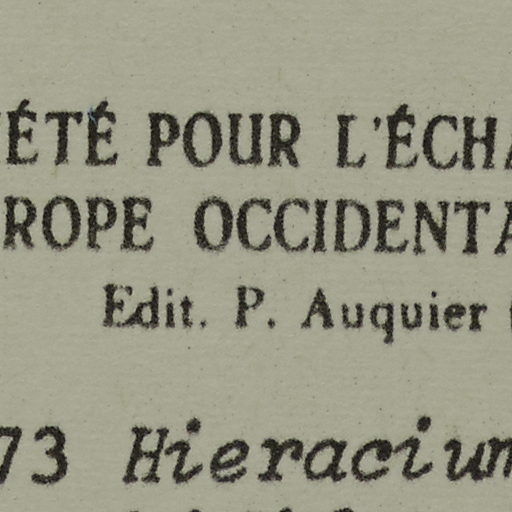 ÉTÉ POUR L'ÉCHA
ROPE OCCIDENTA
Edit. P. Auquier (
73 Hieracium